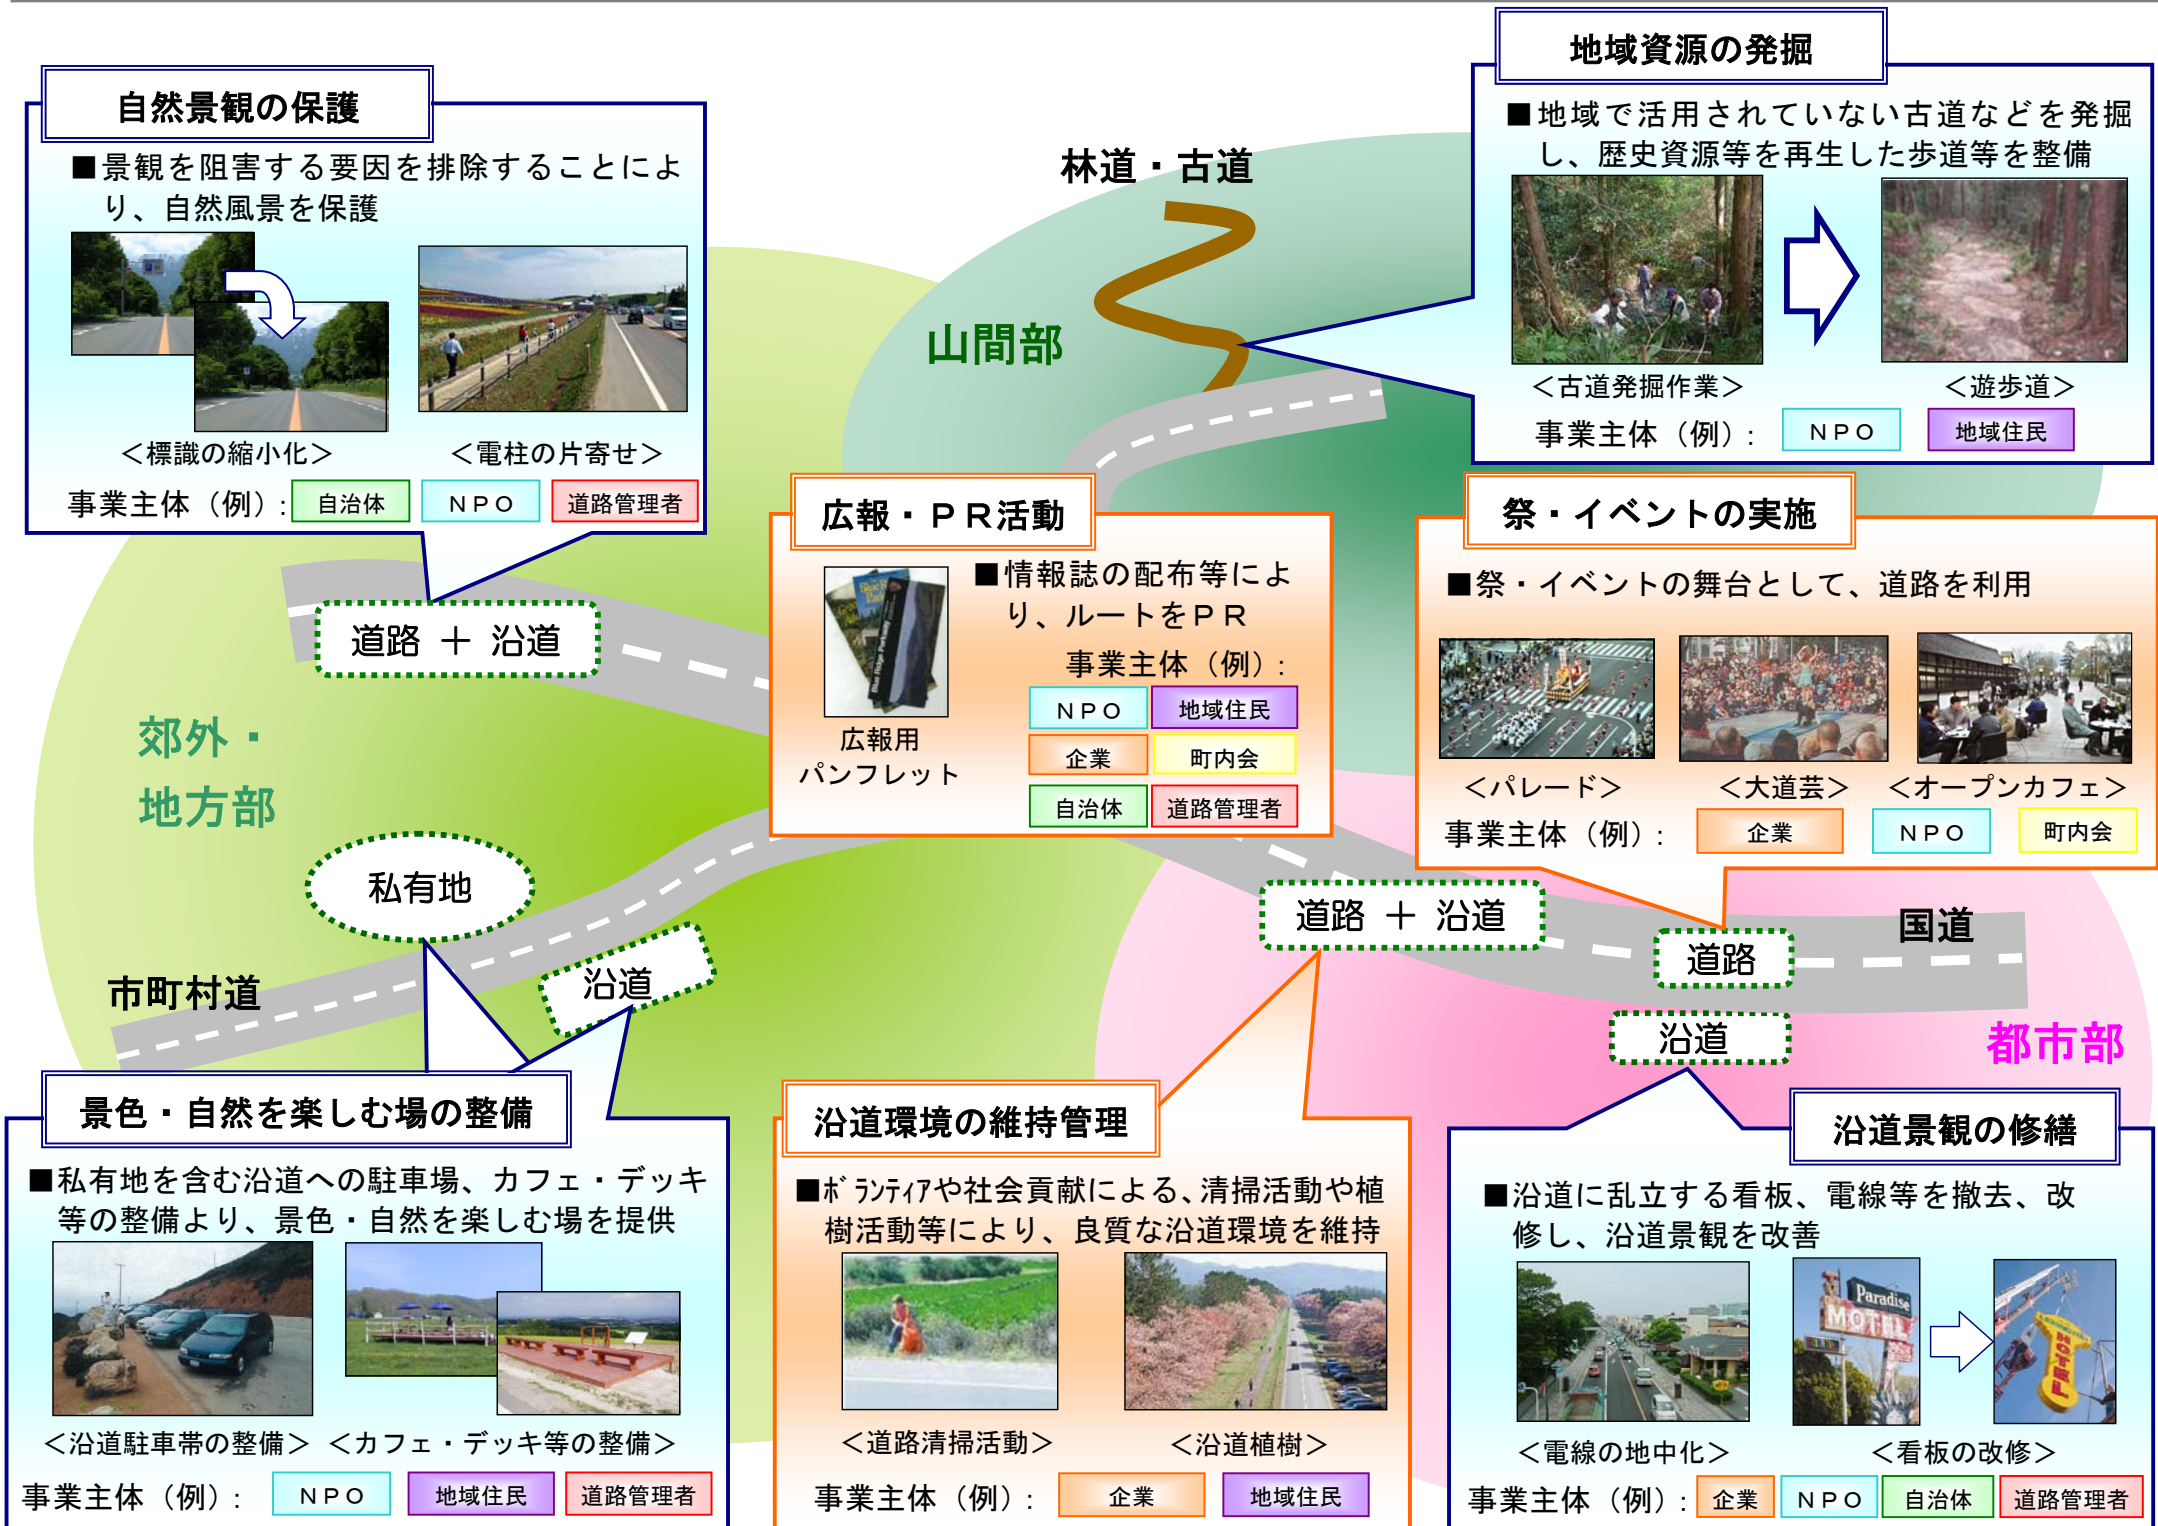 自然景観の保護
■景観を阻害する要因を排除することによ
り、自然風景を保護
＜標識の縮小化＞
＜電柱の片寄せ＞
事業主体（例）: 自治体 ＮＰＯ 道路管理者
地域資源の発掘
■地域で活用されていない古道などを発掘
し、歴史資源等を再生した歩道等を整備
＜古道発掘作業＞
＜遊歩道＞
事業主体（例）: ＮＰＯ 地域住民
林道・古道
山間部
広報・ＰＲ活動
■情報誌の配布等によ
り、ルートをＰＲ
広報用
パンフレット
Blue Ridge Parkway
事業主体（例）:
ＮＰＯ 地域住民
企業 町内会
自治体 道路管理者
祭・イベントの実施
■祭・イベントの舞台として、道路を利用
＜パレード＞
＜大道芸＞
＜オープンカフェ＞
事業主体（例）: 企業 ＮＰＯ 町内会
道路 ＋ 沿道
郊外・
地方部
私有地
沿道
市町村道
道路 ＋ 沿道
道路
国道
沿道
都市部
景色・自然を楽しむ場の整備
■私有地を含む沿道への駐車場、カフェ・デッキ
等の整備より、景色・自然を楽しむ場を提供
＜沿道駐車帯の整備＞
＜カフェ・デッキ等の整備＞
事業主体（例）: ＮＰＯ 地域住民 道路管理者
沿道環境の維持管理
■ﾎﾞﾗﾝﾃｨｱや社会貢献による、清掃活動や植
樹活動等により、良質な沿道環境を維持
＜道路清掃活動＞
＜沿道植樹＞
事業主体（例）: 企業 地域住民
沿道景観の修繕
■沿道に乱立する看板、電線等を撤去、改
修し、沿道景観を改善
Paradise
MOTEL
HOTEL
＜電線の地中化＞
＜看板の改修＞
事業主体（例）: 企業 ＮＰＯ 自治体 道路管理者